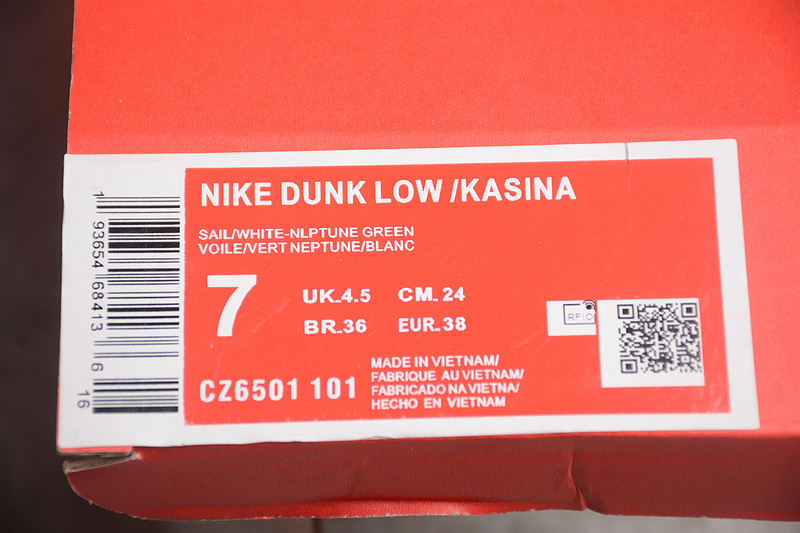 NIKE DUNK LOW /KASINA
SAIL/WHITE-NLPTUNE GREEN
VOILE/VERT NEPTUNE/BLANC
7
UK.4.5 CM. 24
BR.36 EUR.38
RFID
CZ6501 101
MADE IN VIETNAM/
FABRIQUE AU VIETNAM/
FABRICADO NA VIETNA/
HECHO EN VIETNAM
1 93654 68413 6
16